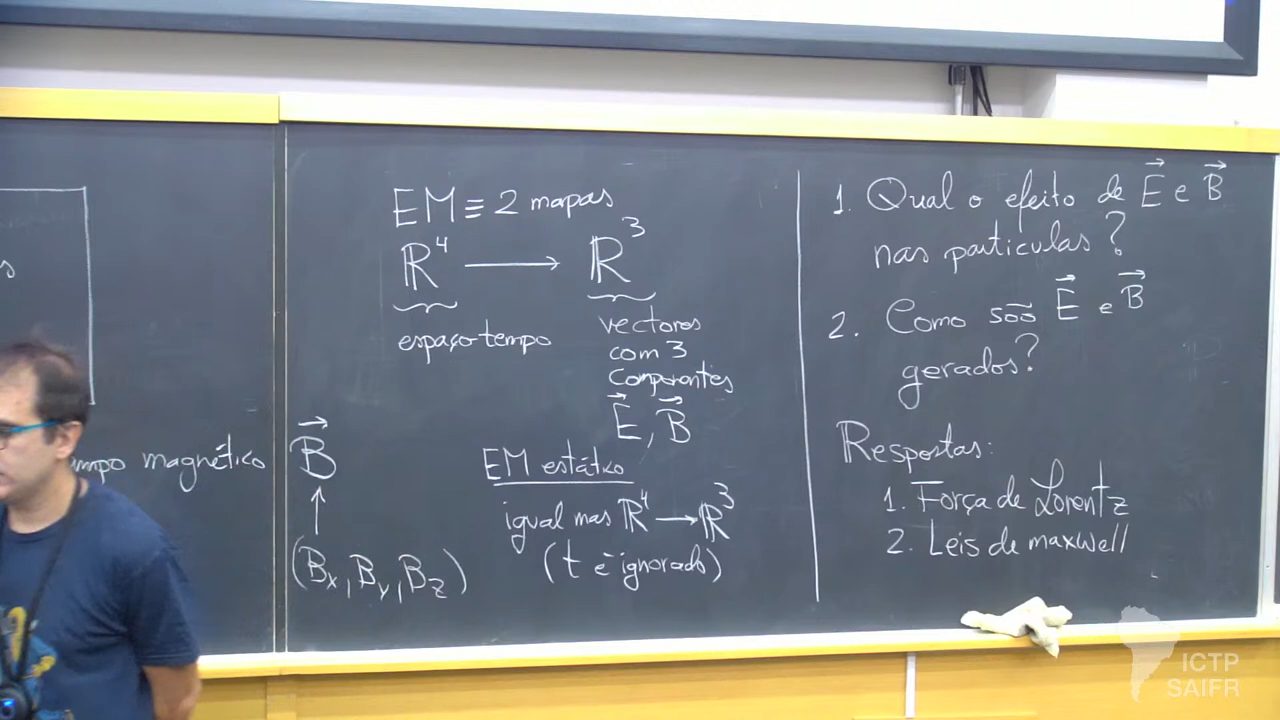 s
ampo magnético
B⃗
↑
(Bx, By, Bz)
EM ≡ 2 mapas
ℝ⁴ → ℝ³
espaço-tempo
vectores
com 3
componentes
E⃗, B⃗
EM estático
igual mas ℝ⁴ → ℝ³
(t é ignorado)
1. Qual o efeito de E⃗ e B⃗
nas particulas?
2. Como são E⃗ e B⃗
gerados?
Respostas:
1. Força de Lorentz
2. Leis de maxwell
ICTP
SAIFR